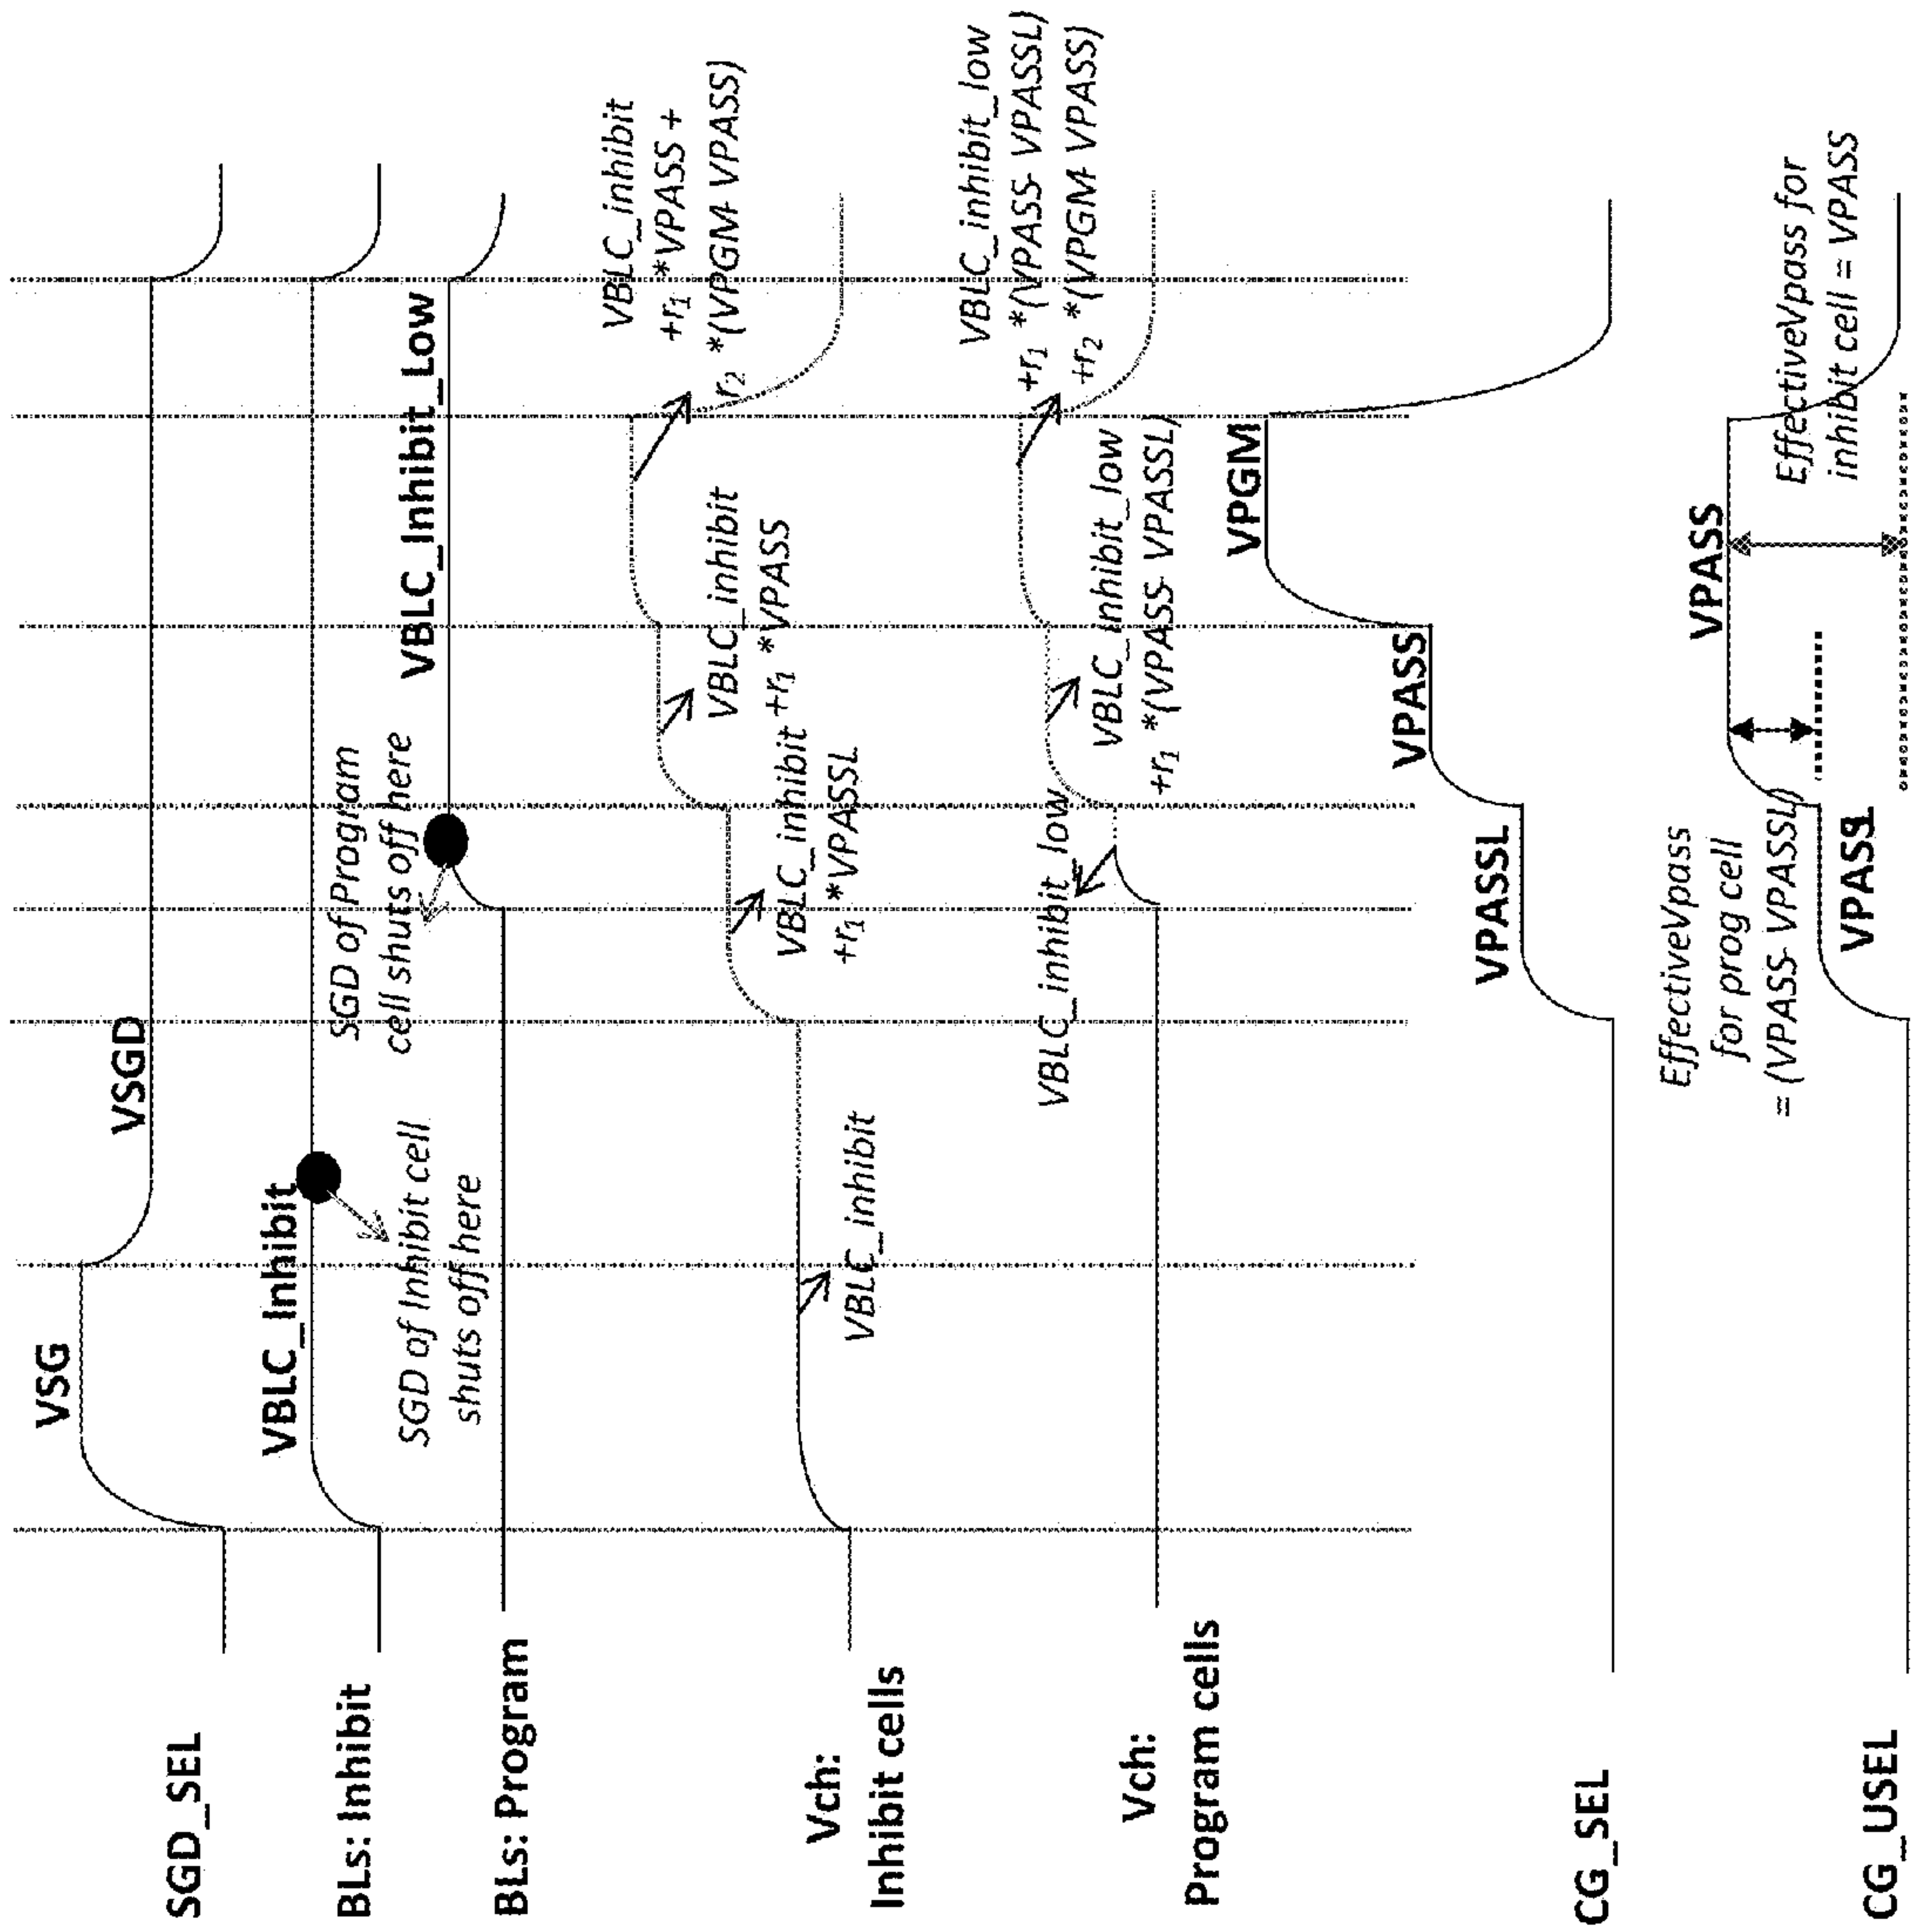 SGD_SEL
VSG
VSGD
BLs: Inhibit
VBLC_Inhibit
SGD of Inhibit cell
shuts off here
BLs: Program
SGD of Program
cell shuts off here
VBLC_Inhibit_Low
Vch:
Inhibit cells
VBLC_inhibit
VBLC_inhibit
+r₁ *VPASSL
VBLC_inhibit
+r₁ *VPASS
VBLC_inhibit
+r₁ *VPASS +
r₂ *(VPGM-VPASS)
Vch:
Program cells
VBLC_inhibit_low
VBLC_inhibit_low
+r₁ *(VPASS-VPASSL)
VBLC_inhibit_low
+r₁ *(VPASS-VPASSL)
+r₂ *(VPGM-VPASS)
CG_SEL
VPASSL
VPASS
VPGM
CG_USEL
EffectiveVpass
for prog cell
= (VPASS-VPASSL)
VPASL
VPASS
EffectiveVpass for
inhibit cell = VPASS